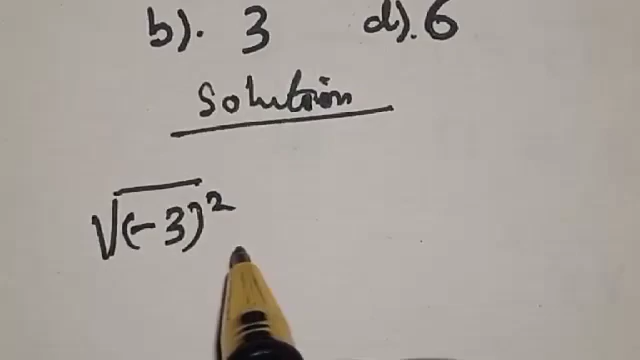 b). 3 d). 6
Solution
√(-3)²